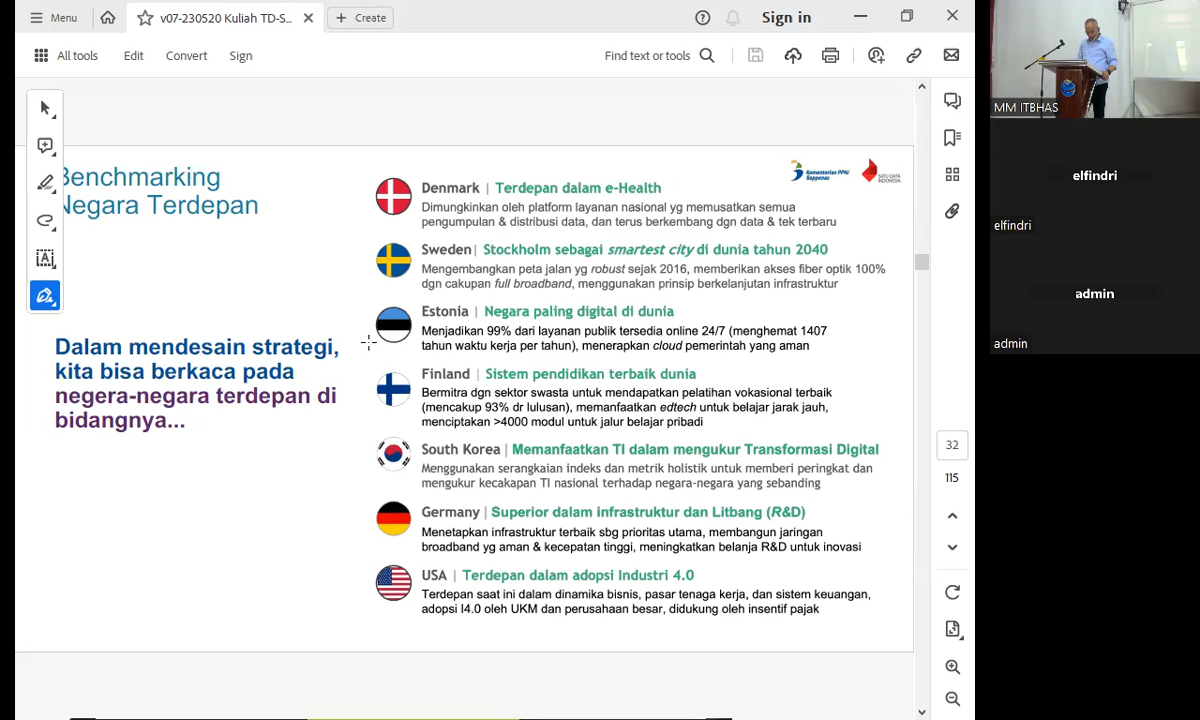 Menu
v07-230520 Kuliah TD-S...
Create
Sign in
All tools
Edit
Convert
Sign
Find text or tools
Benchmarking
Negara Terdepan
Dalam mendesain strategi,
kita bisa berkaca pada
negera-negara terdepan di
bidangnya...
Kementerian PPN/
Bappenas
SATU DATA
INDONESIA
Denmark | Terdepan dalam e-Health
Dimungkinkan oleh platform layanan nasional yg memusatkan semua
pengumpulan & distribusi data, dan terus berkembang dgn data & tek terbaru
Sweden| Stockholm sebagai smartest city di dunia tahun 2040
Mengembangkan peta jalan yg robust sejak 2016, memberikan akses fiber optik 100%
dgn cakupan full broadband, menggunakan prinsip berkelanjutan infrastruktur
Estonia | Negara paling digital di dunia
Menjadikan 99% dari layanan publik tersedia online 24/7 (menghemat 1407
tahun waktu kerja per tahun), menerapkan cloud pemerintah yang aman
Finland | Sistem pendidikan terbaik dunia
Bermitra dgn sektor swasta untuk mendapatkan pelatihan vokasional terbaik
(mencakup 93% dr lulusan), memanfaatkan edtech untuk belajar jarak jauh,
menciptakan >4000 modul untuk jalur belajar pribadi
South Korea | Memanfaatkan TI dalam mengukur Transformasi Digital
Menggunakan serangkaian indeks dan metrik holistik untuk memberi peringkat dan
mengukur kecakapan TI nasional terhadap negara-negara yang sebanding
Germany | Superior dalam infrastruktur dan Litbang (R&D)
Menetapkan infrastruktur terbaik sbg prioritas utama, membangun jaringan
broadband yg aman & kecepatan tinggi, meningkatkan belanja R&D untuk inovasi
USA | Terdepan dalam adopsi Industri 4.0
Terdepan saat ini dalam dinamika bisnis, pasar tenaga kerja, dan sistem keuangan,
adopsi I4.0 oleh UKM dan perusahaan besar, didukung oleh insentif pajak
32
115
MM ITBHAS
elfindri
elfindri
admin
admin